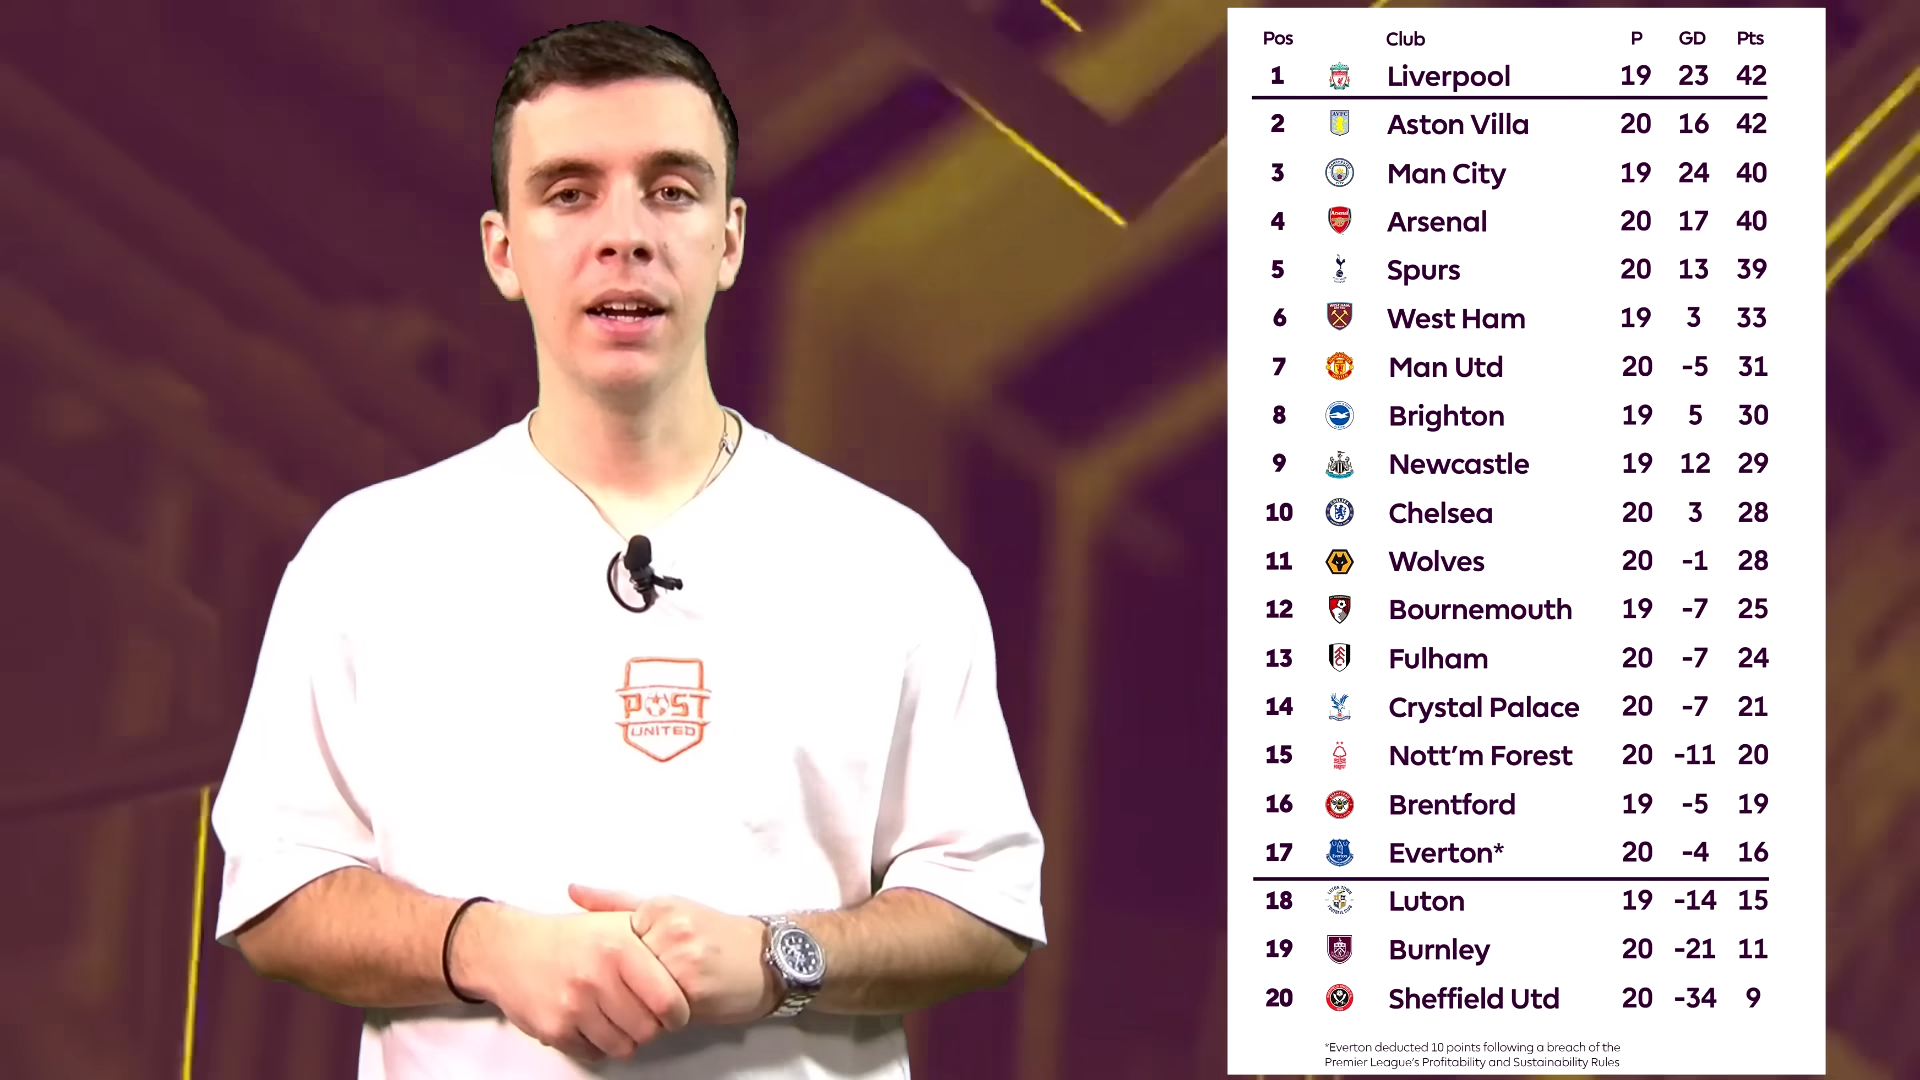 POST
UNITED
Pos Club P GD Pts
1 Liverpool 19 23 42
2 Aston Villa 20 16 42
3 Man City 19 24 40
4 Arsenal 20 17 40
5 Spurs 20 13 39
6 West Ham 19 3 33
7 Man Utd 20 -5 31
8 Brighton 19 5 30
9 Newcastle 19 12 29
10 Chelsea 20 3 28
11 Wolves 20 -1 28
12 Bournemouth 19 -7 25
13 Fulham 20 -7 24
14 Crystal Palace 20 -7 21
15 Nott'm Forest 20 -11 20
16 Brentford 19 -5 19
17 Everton* 20 -4 16
18 Luton 19 -14 15
19 Burnley 20 -21 11
20 Sheffield Utd 20 -34 9
*Everton deducted 10 points following a breach of the
Premier League's Profitability and Sustainability Rules